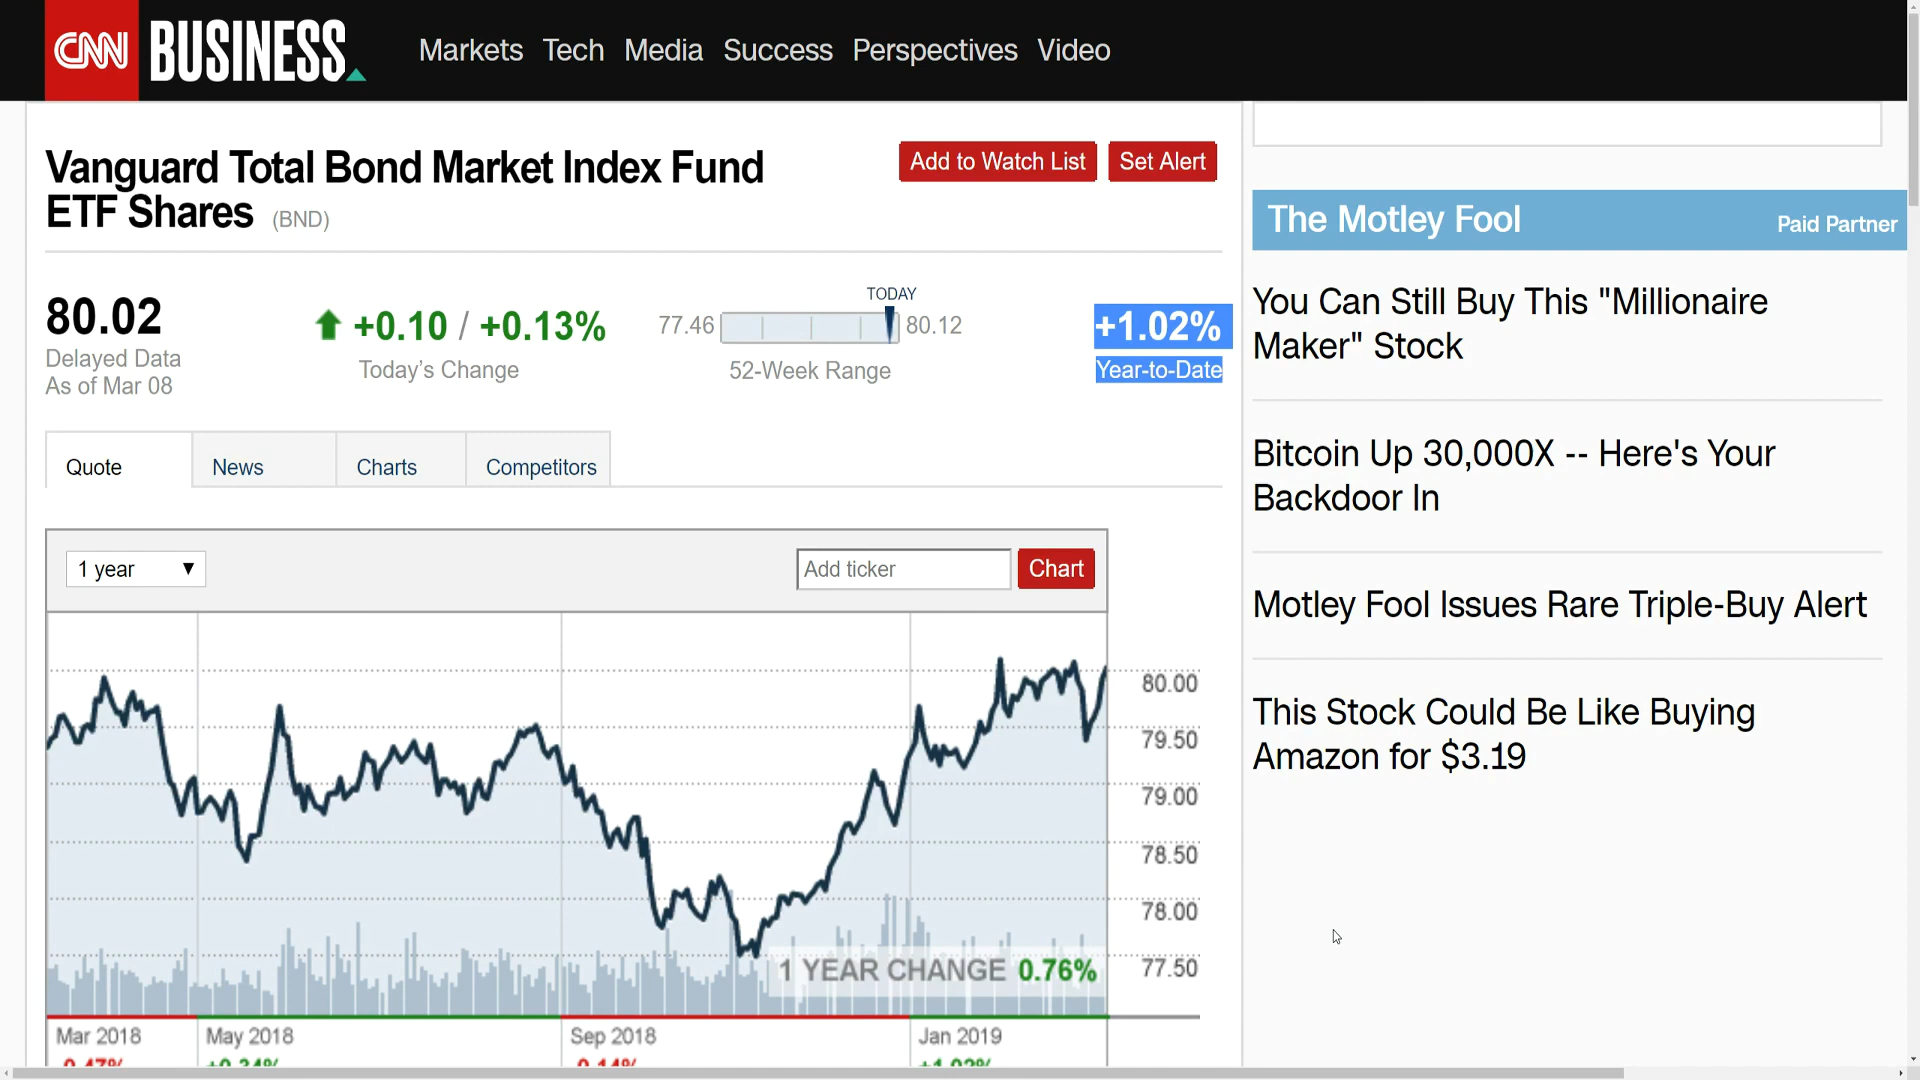 CNN BUSINESS
Markets Tech Media Success Perspectives Video
Vanguard Total Bond Market Index Fund
ETF Shares (BND)
Add to Watch List Set Alert
80.02
Delayed Data
As of Mar 08
+0.10 / +0.13%
Today's Change
TODAY
77.46 80.12
52-Week Range
+1.02%
Year-to-Date
Quote News Charts Competitors
1 year ▼
Add ticker Chart
80.00
79.50
79.00
78.50
78.00
77.50
1 YEAR CHANGE 0.76%
Mar 2018 May 2018 Sep 2018 Jan 2019
The Motley Fool Paid Partner
You Can Still Buy This "Millionaire
Maker" Stock
Bitcoin Up 30,000X -- Here's Your
Backdoor In
Motley Fool Issues Rare Triple-Buy Alert
This Stock Could Be Like Buying
Amazon for $3.19